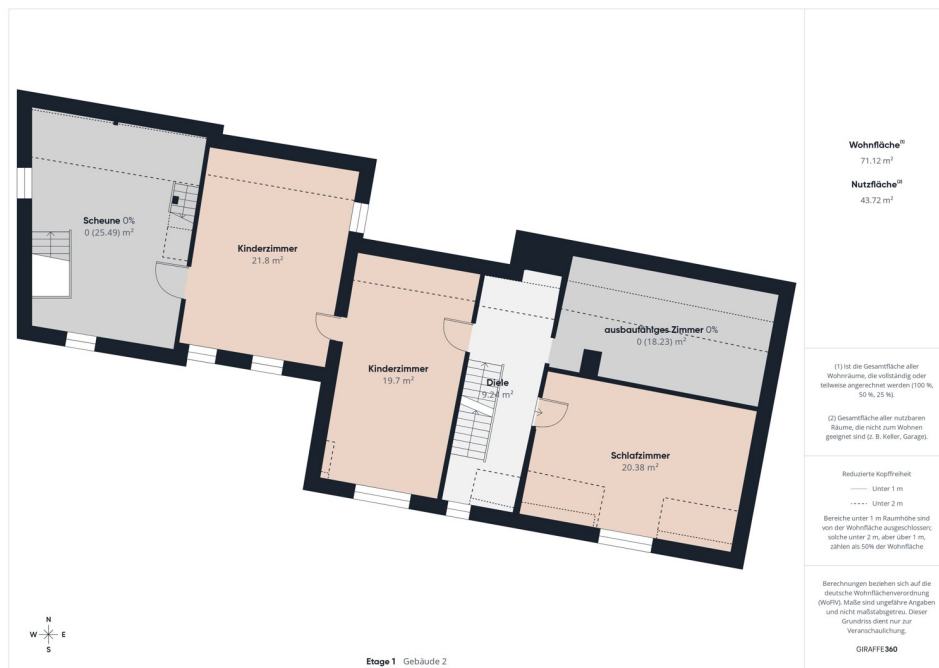 Scheune 0%
0 (25.49) m²
Kinderzimmer
21.8 m²
Kinderzimmer
19.7 m²
Diele
9.24 m²
ausbaufähiges Zimmer 0%
0 (18.23) m²
Schlafzimmer
20.38 m²
N
W E
S
Etage 1 Gebäude 2
Wohnfläche(1)
71.12 m²
Nutzfläche(2)
43.72 m²
(1) Ist die Gesamtfläche aller
Wohnräume, die vollständig oder
teilweise angerechnet werden (100 %,
50 %, 25 %).
(2) Gesamtfläche aller nutzbaren
Räume, die nicht zum Wohnen
geeignet sind (z. B. Keller, Garage).
Reduzierte Kopffreiheit
Unter 1 m
Unter 2 m
Bereiche unter 1 m Raumhöhe sind
von der Wohnfläche ausgeschlossen;
solche unter 2 m, aber über 1 m,
zählen als 50% der Wohnfläche
Berechnungen beziehen sich auf die
deutsche Wohnflächenverordnung
(WoFlV). Maße sind ungefähre Angaben
und nicht maßstabsgetreu. Dieser
Grundriss dient nur zur
Veranschaulichung.
GIRAFFE360